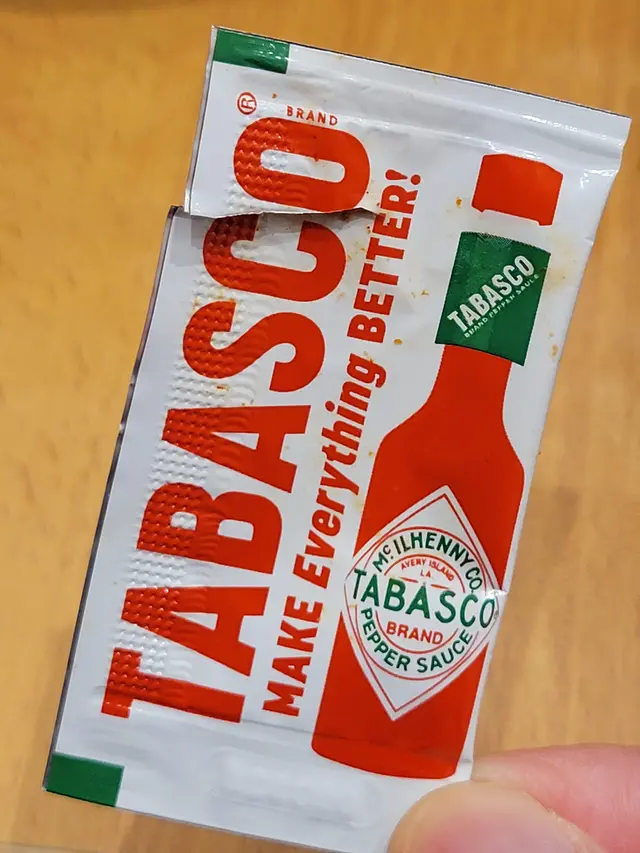 TABASCO®
BRAND
MAKE Everything BETTER!
TABASCO
BRAND PEPPER SAUCE
McILHENNY CO.
AVERY ISLAND
LA
TABASCO
BRAND
PEPPER SAUCE